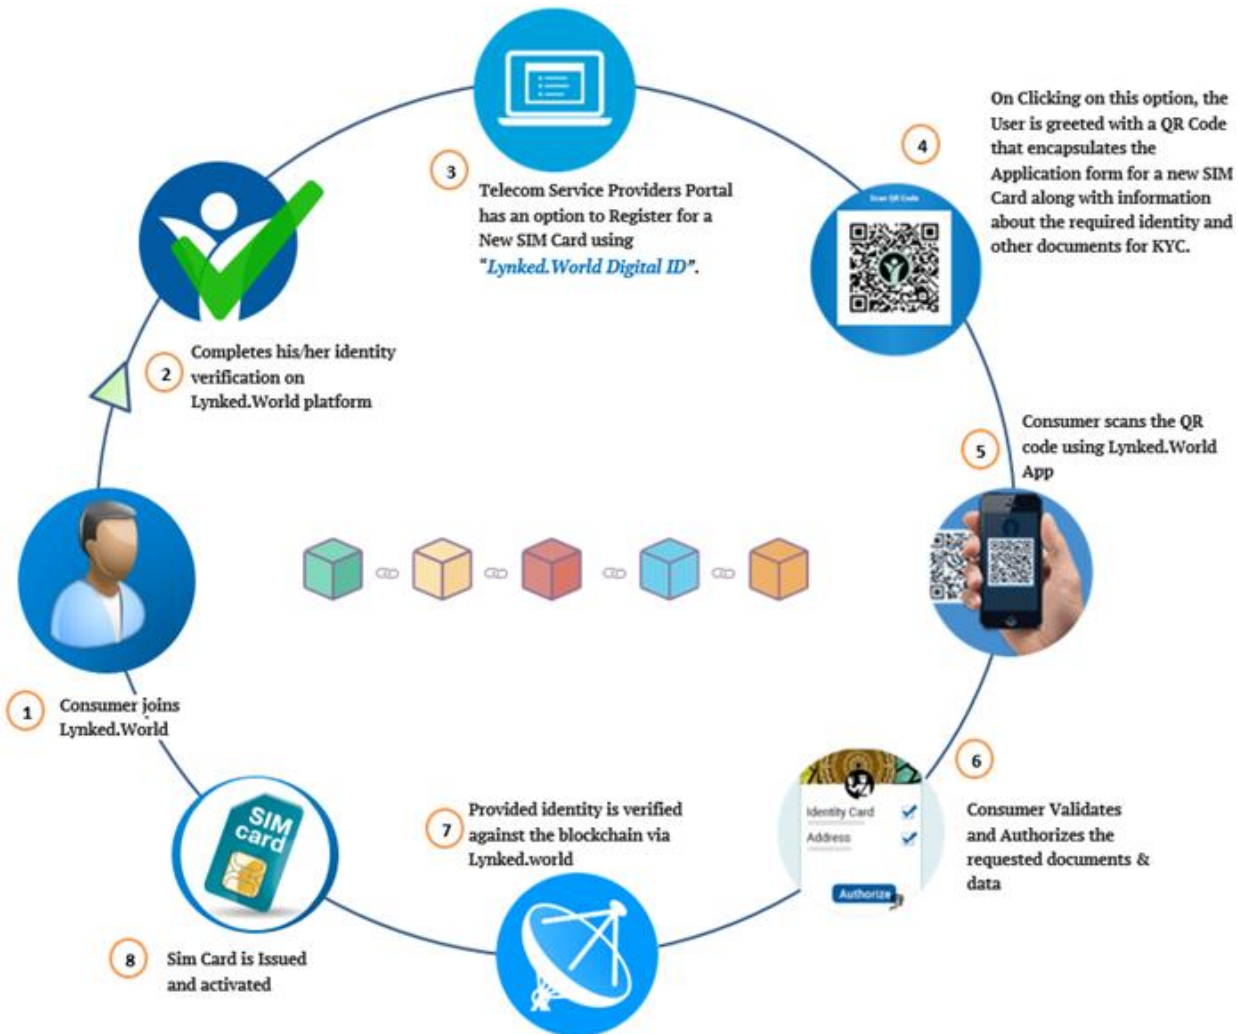 1
Consumer joins
Lynked.World
2
Completes his/her identity
verification on
Lynked.World platform
3
Telecom Service Providers Portal
has an option to Register for a
New SIM Card using
“Lynked.World Digital ID”.
4
On Clicking on this option, the
User is greeted with a QR Code
that encapsulates the
Application form for a new SIM
Card along with information
about the required identity and
other documents for KYC.
Scan QR Code
5
Consumer scans the QR
code using Lynked.World
App
6
Consumer Validates
and Authorizes the
requested documents &
data
Identity Card
Address
Authorize
7
Provided identity is verified
against the blockchain via
Lynked.world
8
Sim Card is Issued
and activated
SIM
card